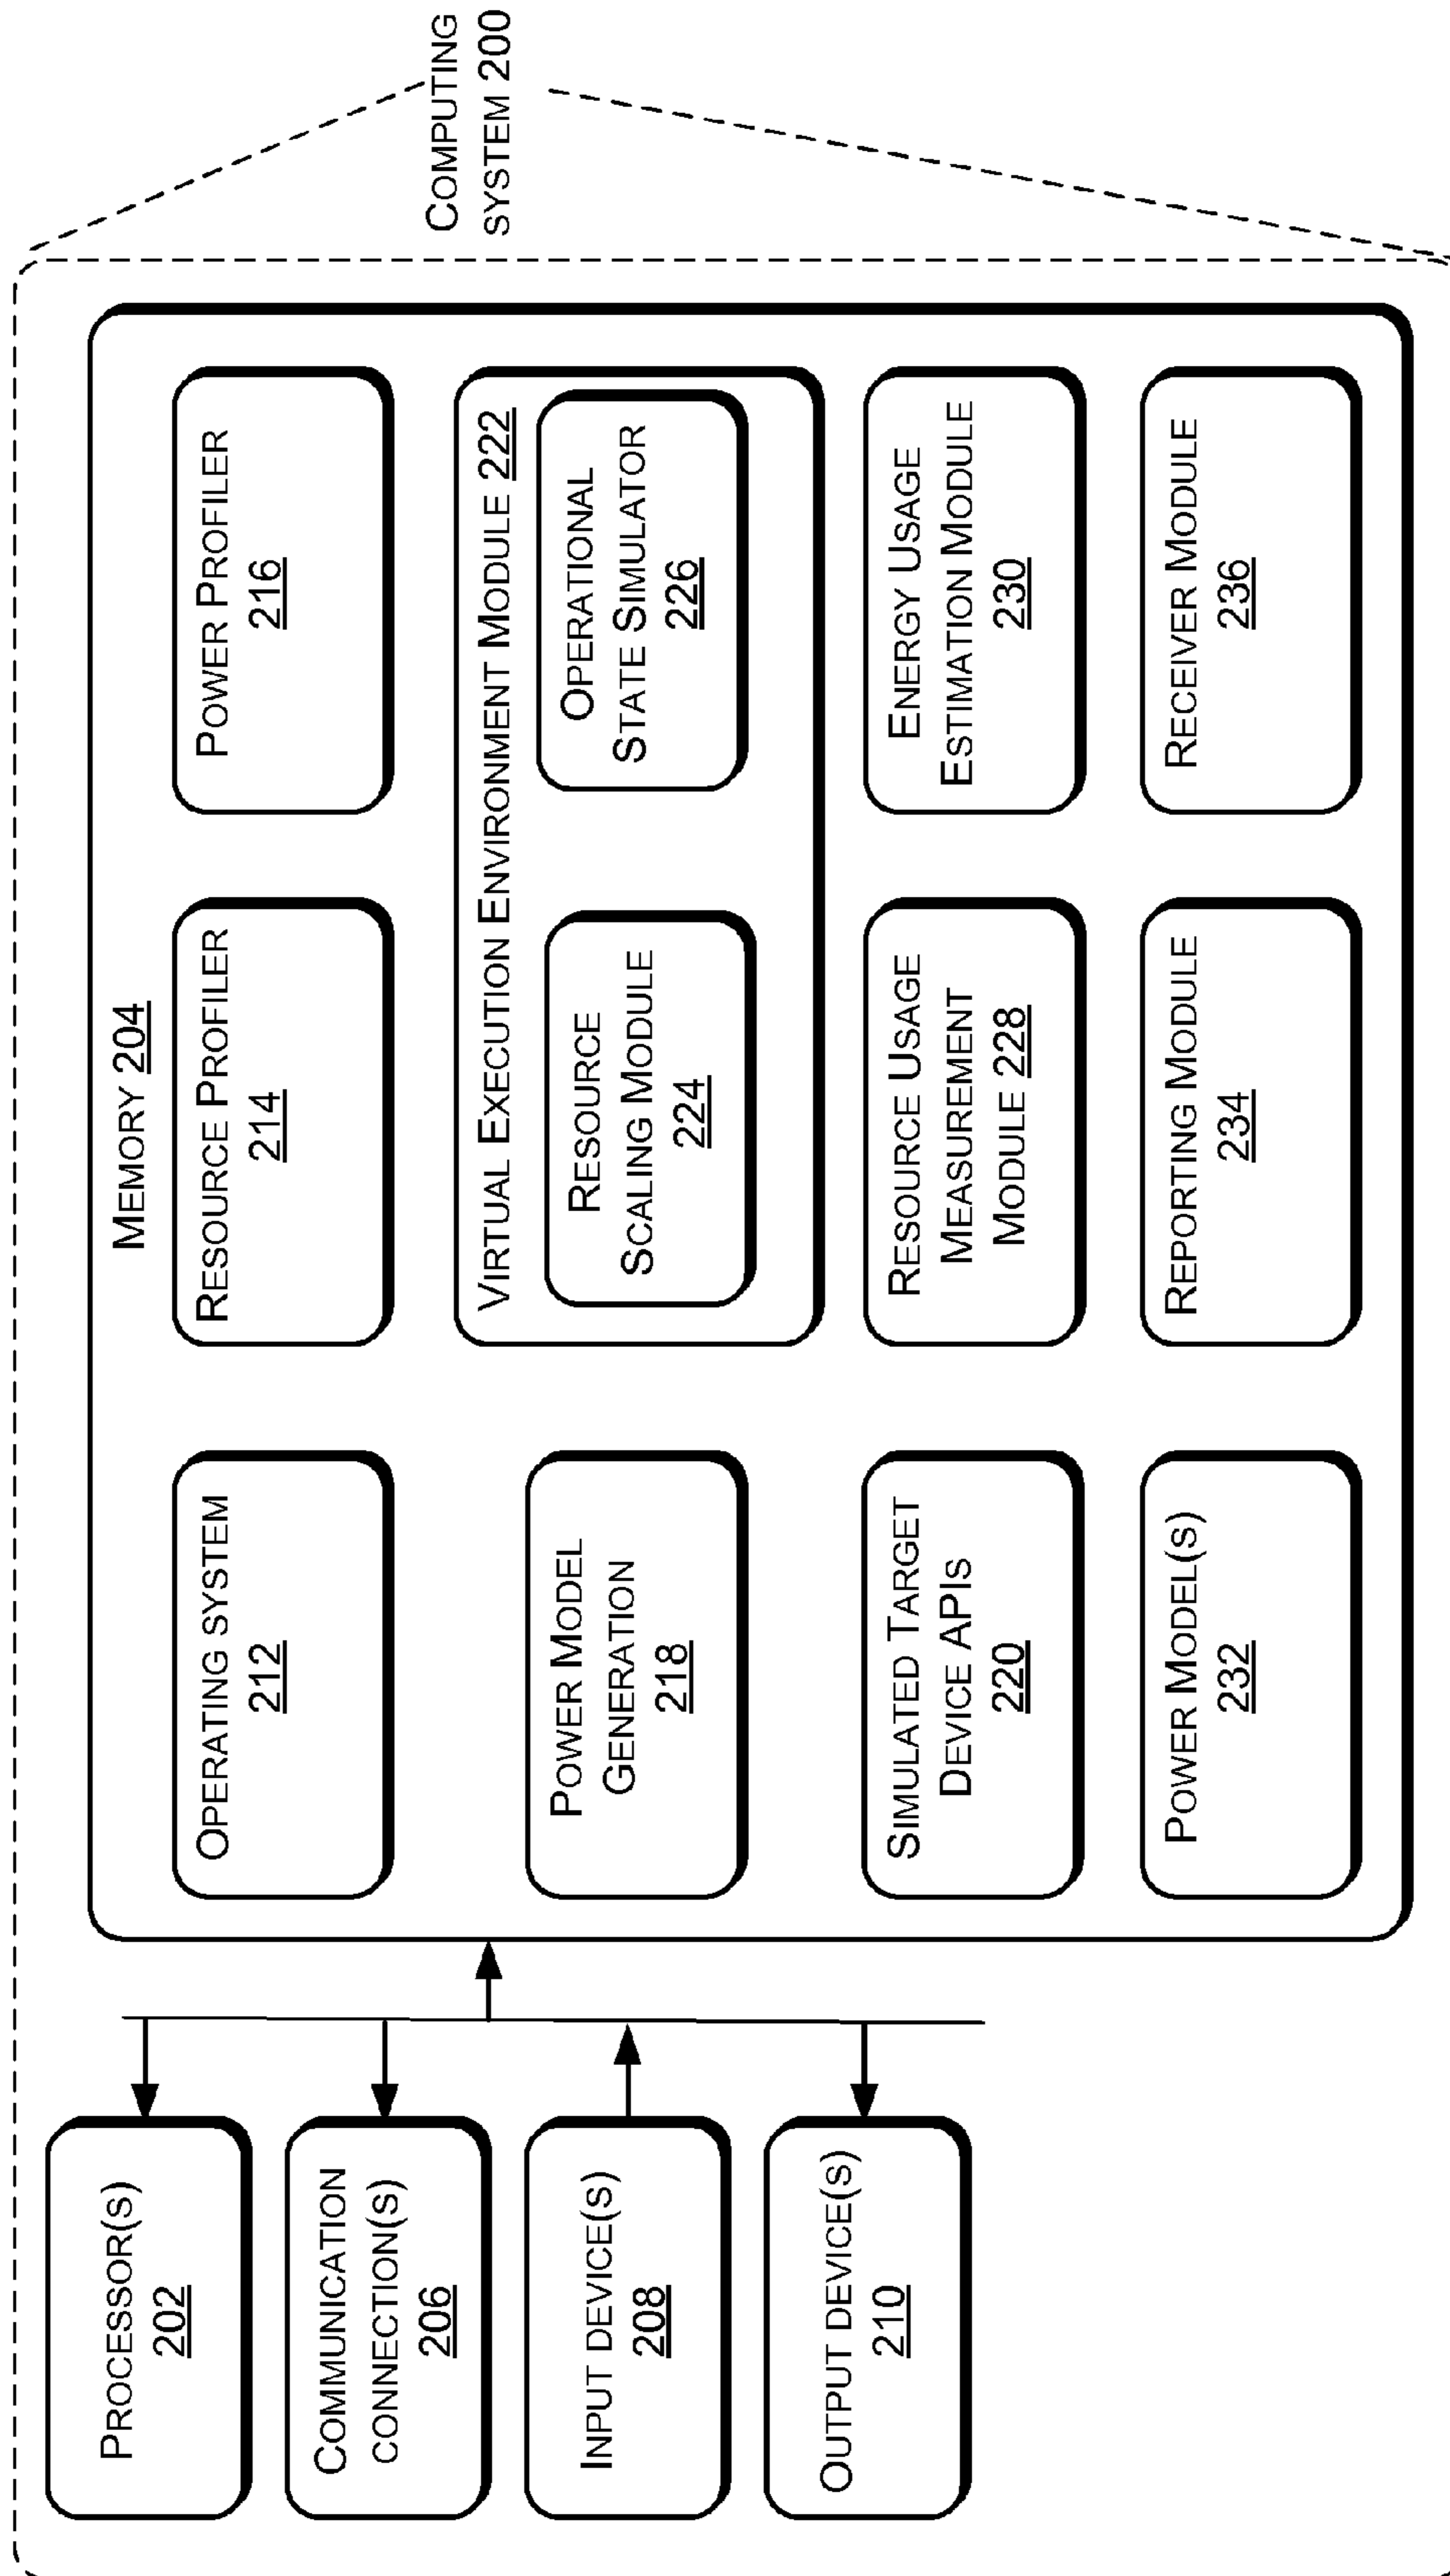 COMPUTING
SYSTEM 200
PROCESSOR(S)
202
COMMUNICATION
CONNECTION(S)
206
INPUT DEVICE(S)
208
OUTPUT DEVICE(S)
210
MEMORY 204
OPERATING SYSTEM
212
RESOURCE PROFILER
214
POWER PROFILER
216
POWER MODEL
GENERATION
218
VIRTUAL EXECUTION ENVIRONMENT MODULE 222
RESOURCE
SCALING MODULE
224
OPERATIONAL
STATE SIMULATOR
226
SIMULATED TARGET
DEVICE APIS
220
RESOURCE USAGE
MEASUREMENT
MODULE 228
ENERGY USAGE
ESTIMATION MODULE
230
POWER MODEL(S)
232
REPORTING MODULE
234
RECEIVER MODULE
236